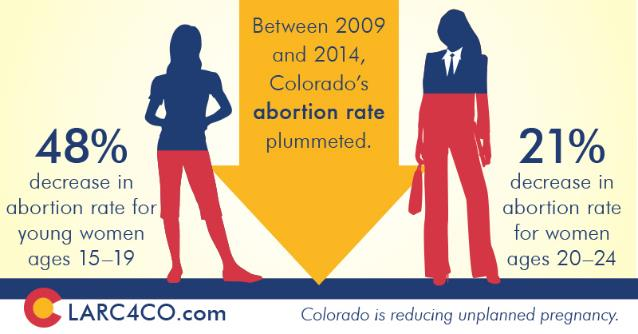 Between 2009
and 2014,
Colorado's
abortion rate
plummeted.
48%
decrease in
abortion rate for
young women
ages 15–19
21%
decrease in
abortion rate
for women
ages 20–24
LARC4CO.com
Colorado is reducing unplanned pregnancy.